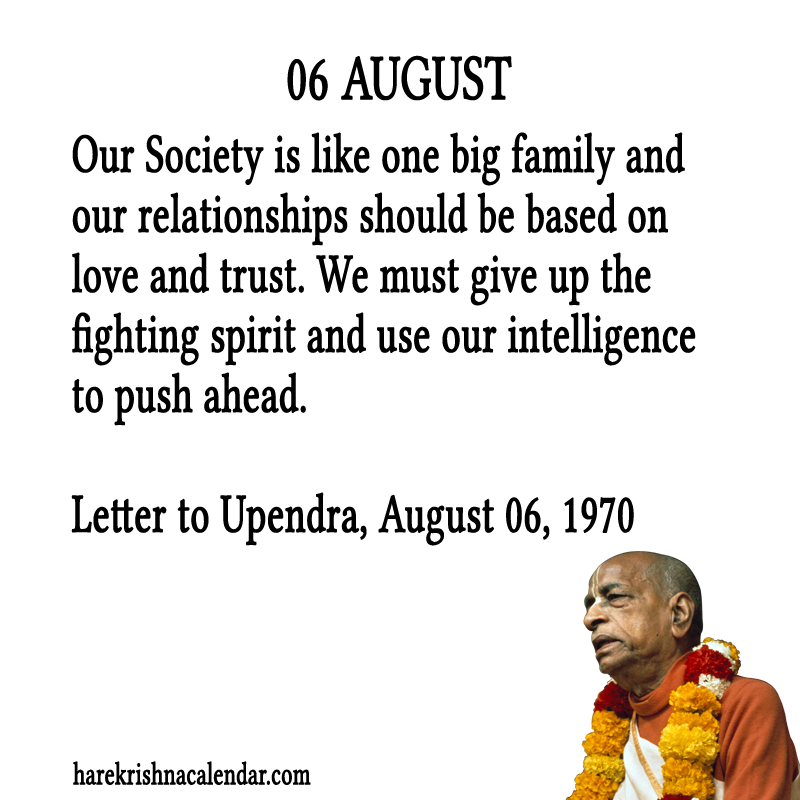 06 AUGUST
Our Society is like one big family and
our relationships should be based on
love and trust. We must give up the
fighting spirit and use our intelligence
to push ahead.
Letter to Upendra, August 06, 1970
harekrishnacalendar.com